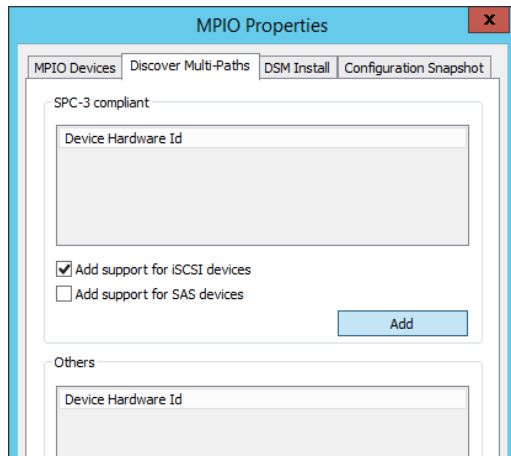 MPIO Properties
x
MPIO Devices Discover Multi-Paths DSM Install Configuration Snapshot
SPC-3 compliant
Device Hardware Id
Add support for iSCSI devices
Add support for SAS devices
Add
Others
Device Hardware Id